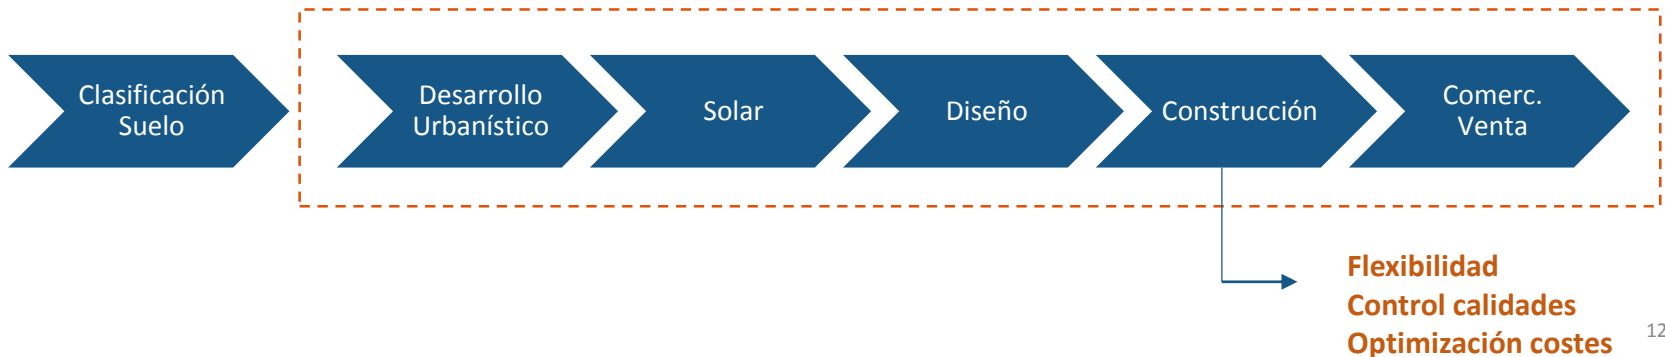 Clasificación
Suelo
Desarrollo
Urbanístico
Solar
Diseño
Construcción
Comerc.
Venta
Flexibilidad
Control calidades
Optimización costes
12